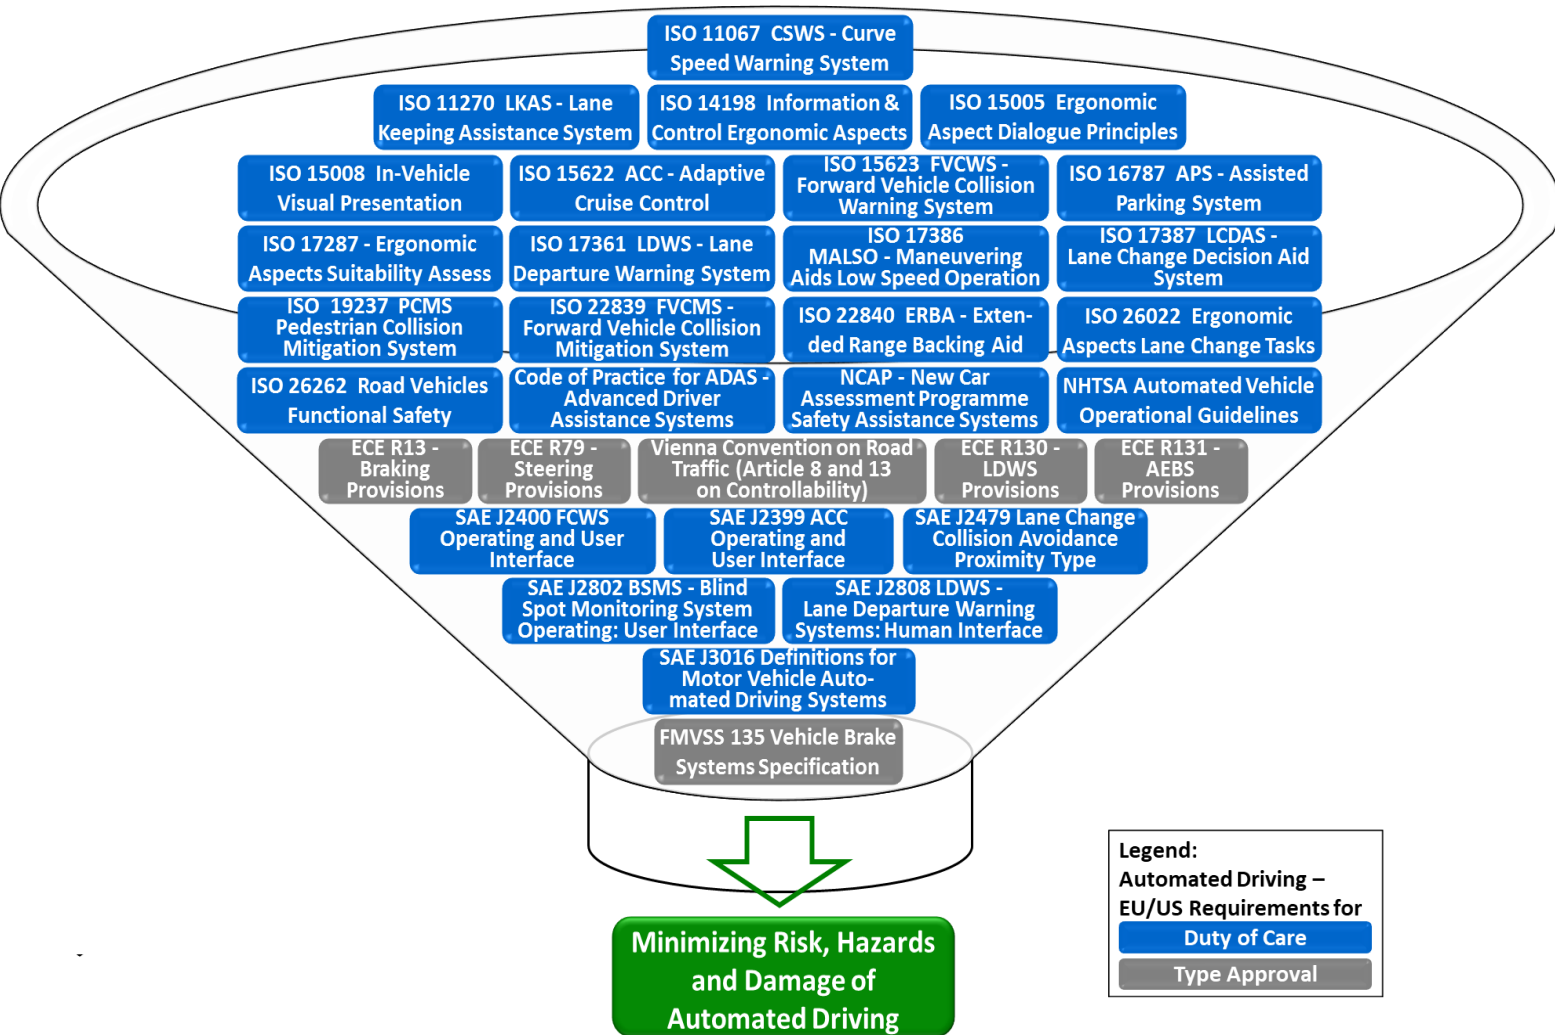 ISO 11067 CSWS - Curve
Speed Warning System
ISO 11270 LKAS - Lane
Keeping Assistance System
ISO 14198 Information &
Control Ergonomic Aspects
ISO 15005 Ergonomic
Aspect Dialogue Principles
ISO 15008 In-Vehicle
Visual Presentation
ISO 15622 ACC - Adaptive
Cruise Control
ISO 15623 FVCWS -
Forward Vehicle Collision
Warning System
ISO 16787 APS - Assisted
Parking System
ISO 17287 - Ergonomic
Aspects Suitability Assess
ISO 17361 LDWS - Lane
Departure Warning System
ISO 17386
MALSO - Maneuvering
Aids Low Speed Operation
ISO 17387 LCDAS -
Lane Change Decision Aid
System
ISO 19237 PCMS
Pedestrian Collision
Mitigation System
ISO 22839 FVCMS -
Forward Vehicle Collision
Mitigation System
ISO 22840 ERBA - Exten-
ded Range Backing Aid
ISO 26022 Ergonomic
Aspects Lane Change Tasks
ISO 26262 Road Vehicles
Functional Safety
Code of Practice for ADAS -
Advanced Driver
Assistance Systems
NCAP - New Car
Assessment Programme
Safety Assistance Systems
NHTSA Automated Vehicle
Operational Guidelines
ECE R13 -
Braking
Provisions
ECE R79 -
Steering
Provisions
Vienna Convention on Road
Traffic (Article 8 and 13
on Controllability)
ECE R130 -
LDWS
Provisions
ECE R131 -
AEBS
Provisions
SAE J2400 FCWS
Operating and User
Interface
SAE J2399 ACC
Operating and
User Interface
SAE J2479 Lane Change
Collision Avoidance
Proximity Type
SAE J2802 BSMS - Blind
Spot Monitoring System
Operating: User Interface
SAE J2808 LDWS -
Lane Departure Warning
Systems: Human Interface
SAE J3016 Definitions for
Motor Vehicle Auto-
mated Driving Systems
FMVSS 135 Vehicle Brake
Systems Specification
Minimizing Risk, Hazards
and Damage of
Automated Driving
Legend:
Automated Driving –
EU/US Requirements for
Duty of Care
Type Approval